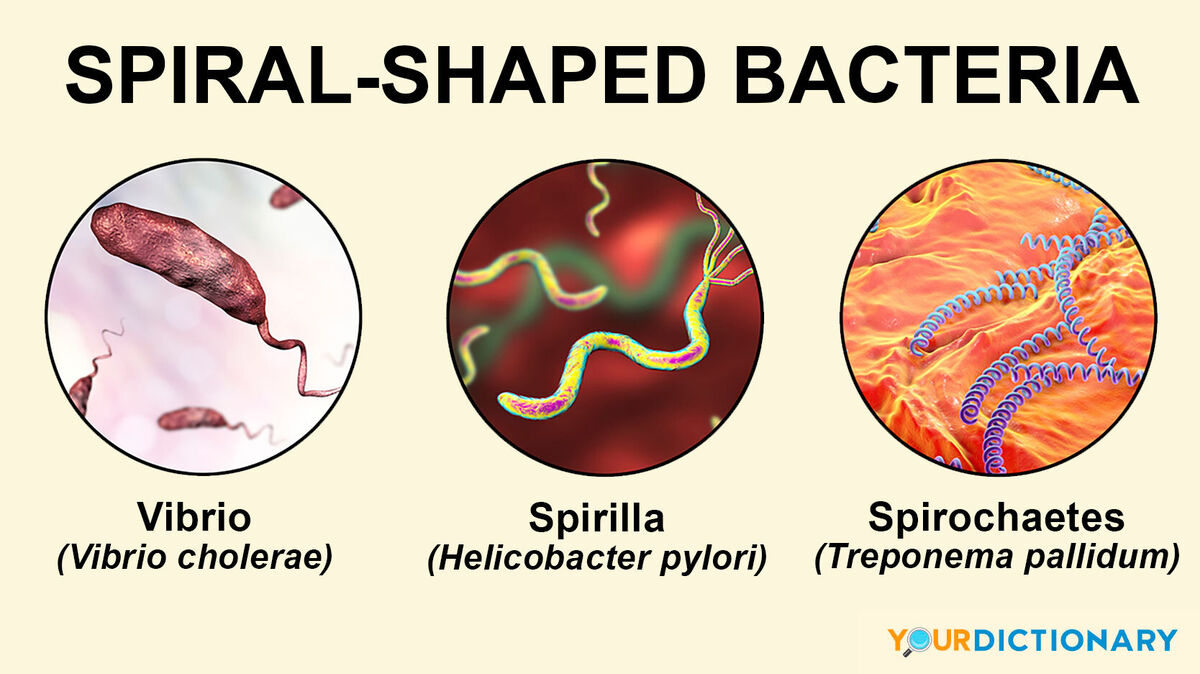 SPIRAL-SHAPED BACTERIA
Vibrio
(Vibrio cholerae)
Spirilla
(Helicobacter pylori)
Spirochaetes
(Treponema pallidum)
YOURDICTIONARY